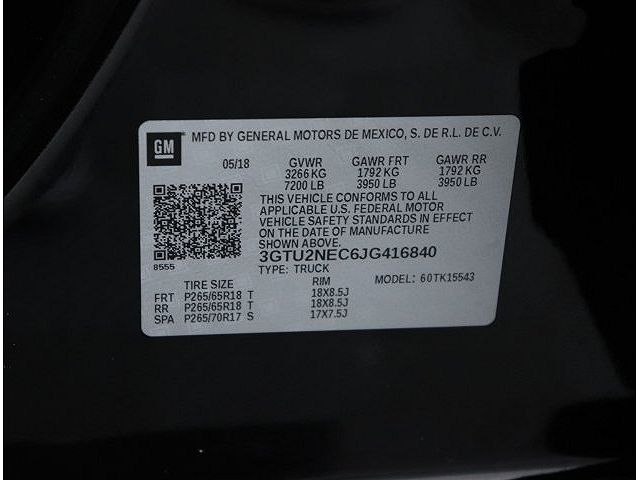 GM
MFD BY GENERAL MOTORS DE MEXICO, S. DE R.L. DE C.V.
05/18 GVWR GAWR FRT GAWR RR
3266 KG 1792 KG 1792 KG
7200 LB 3950 LB 3950 LB
THIS VEHICLE CONFORMS TO ALL
APPLICABLE U.S. FEDERAL MOTOR
VEHICLE SAFETY STANDARDS IN EFFECT
ON THE DATE OF MANUFACTURE
SHOWN ABOVE.
8555 3GTU2NEC6JG416840
TYPE: TRUCK
TIRE SIZE RIM MODEL: 60TK15543
FRT P265/65R18 T 18X8.5J
RR P265/65R18 T 18X8.5J
SPA P265/70R17 S 17X7.5J